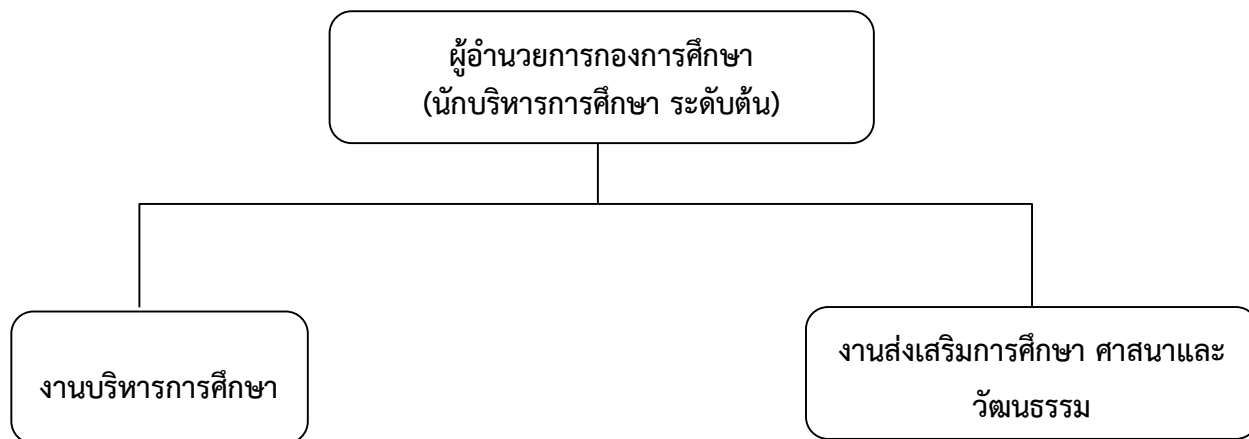 ผู้อำนวยการกองการศึกษา
(นักบริหารการศึกษา ระดับต้น)
งานบริหารการศึกษา
งานส่งเสริมการศึกษา ศาสนาและ
วัฒนธรรม